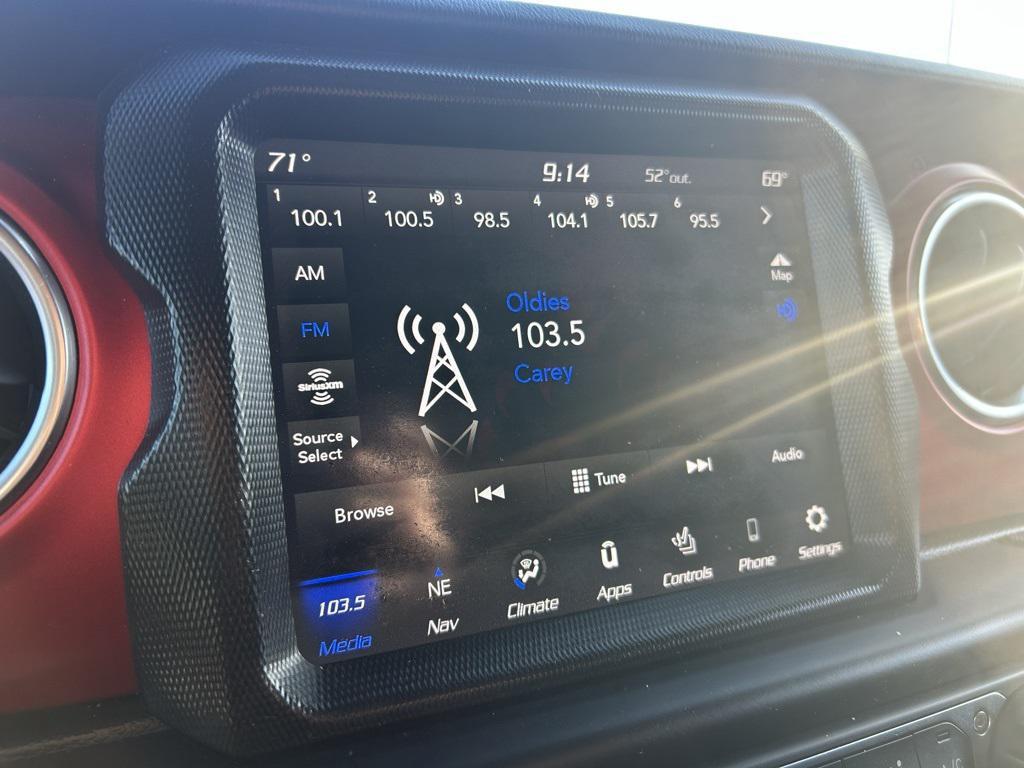 71° 9:14 52°out. 69°
1 2 3 4 5 6
100.1 100.5 98.5 104.1 105.7 95.5
AM
Map
FM
Oldies
103.5
Carey
SiriusXM
Source
Select
Browse Tune Audio
103.5 NE
Media Nav Climate Apps Controls Phone Settings